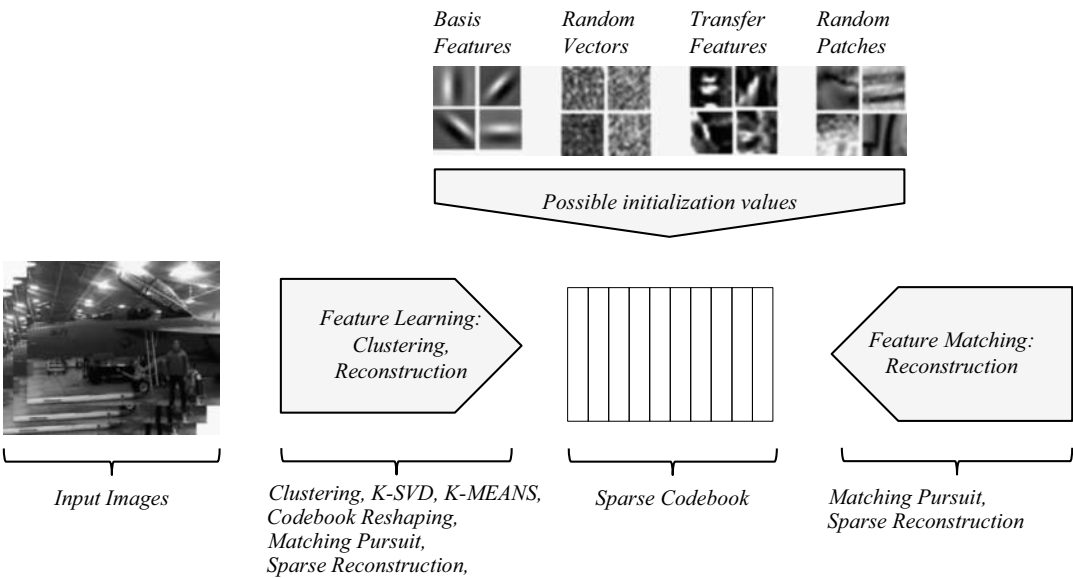 Basis
Features
Random
Vectors
Transfer
Features
Random
Patches
Possible initialization values
Feature Learning:
Clustering,
Reconstruction
Feature Matching:
Reconstruction
Input Images
Clustering, K-SVD, K-MEANS,
Codebook Reshaping,
Matching Pursuit,
Sparse Reconstruction,
Sparse Codebook
Matching Pursuit,
Sparse Reconstruction